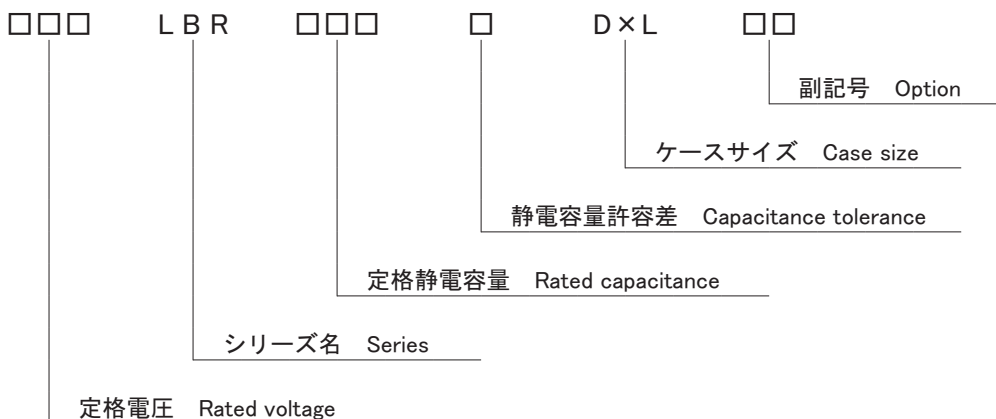 □□□ LBR □□□ □ D×L □□
副記号 Option
ケースサイズ Case size
静電容量許容差 Capacitance tolerance
定格静電容量 Rated capacitance
シリーズ名 Series
定格電圧 Rated voltage